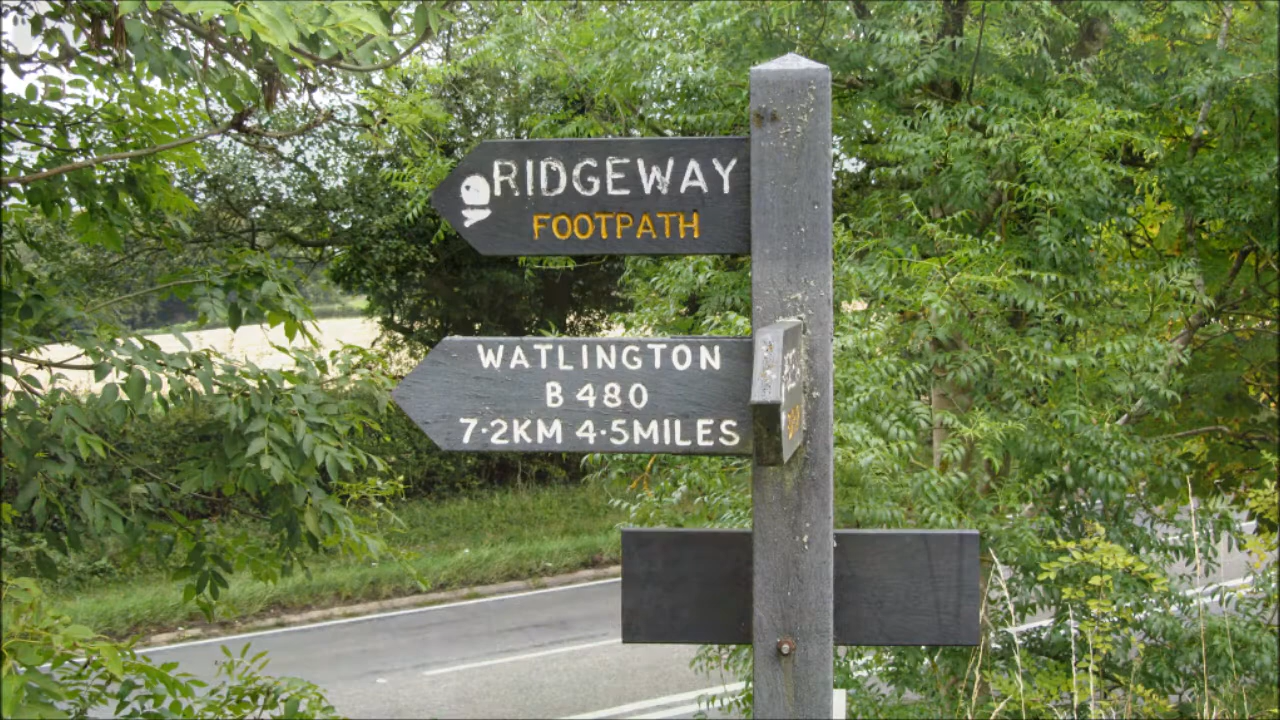 RIDGEWAY
FOOTPATH
WATLINGTON
B 480
7·2KM 4·5MILES